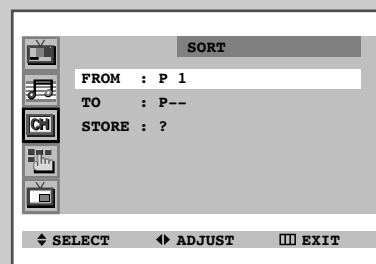 SORT
FROM : P 1
TO : P--
CH
STORE : ?
SELECT ADJUST EXIT